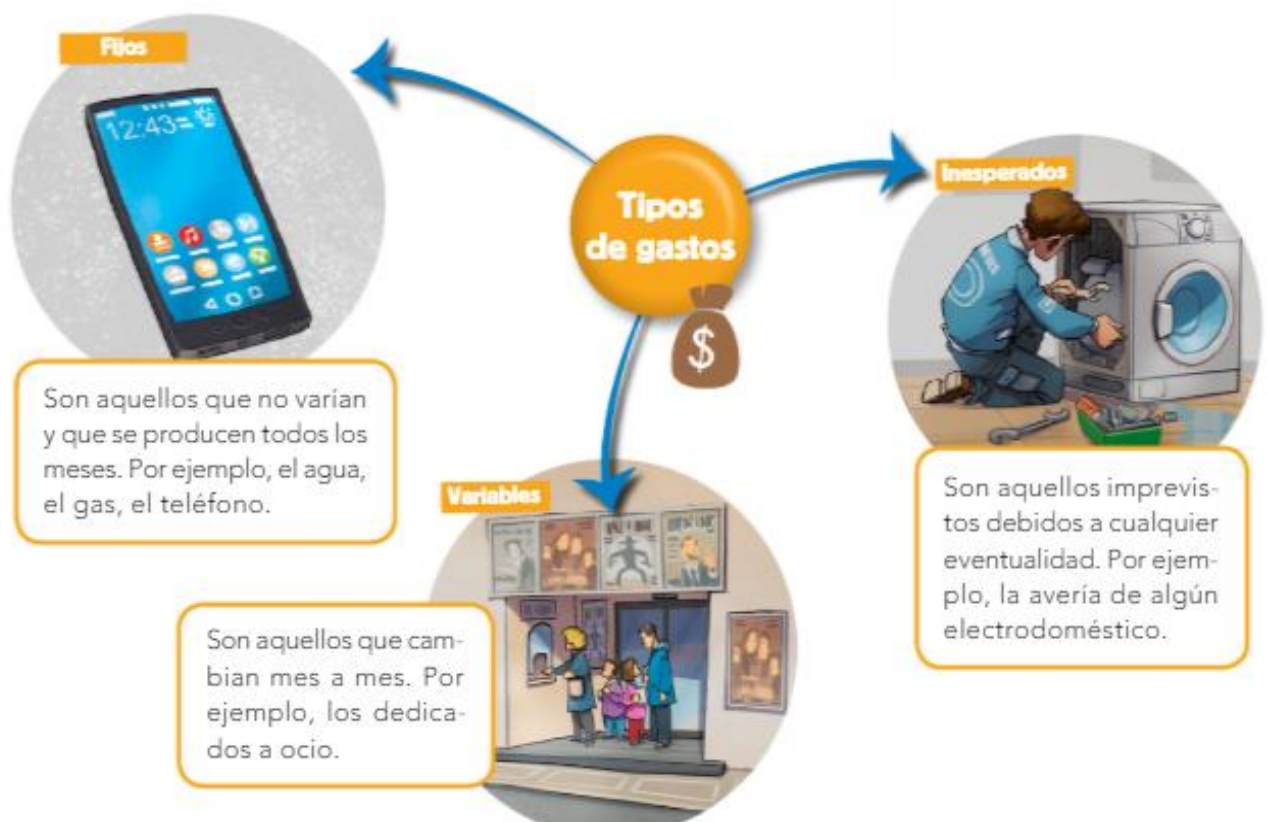 Tipos
de gastos
$
Fijos
12:43
Son aquellos que no varían
y que se producen todos los
meses. Por ejemplo, el agua,
el gas, el teléfono.
Variables
Son aquellos que cam-
bian mes a mes. Por
ejemplo, los dedica-
dos a ocio.
Inesperados
Son aquellos imprevis-
tos debidos a cualquier
eventualidad. Por ejem-
plo, la avería de algún
electrodoméstico.